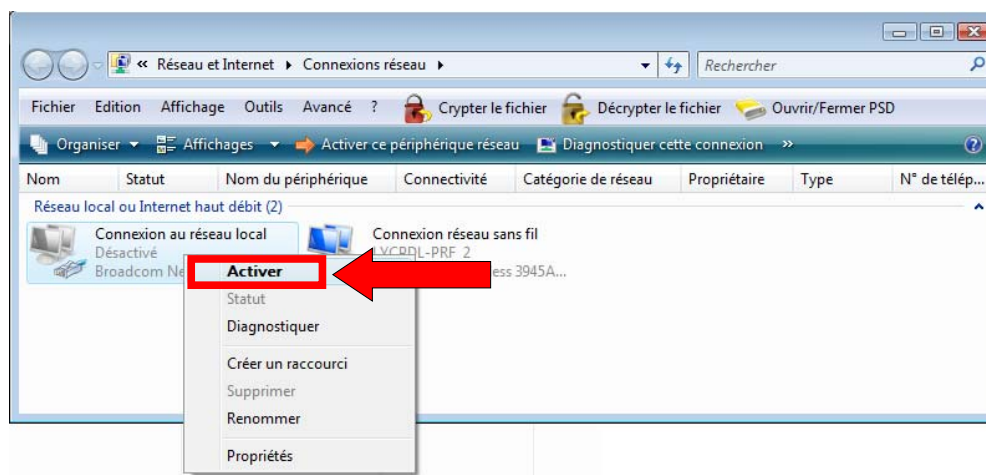 « Réseau et Internet Connexions réseau Rechercher
Fichier Edition Affichage Outils Avancé ? Crypter le fichier Décrypter le fichier Ouvrir/Fermer PSD
Organiser Affichages Activer ce périphérique réseau Diagnostiquer cette connexion » ?
Nom Statut Nom du périphérique Connectivité Catégorie de réseau Propriétaire Type N° de télép...
Réseau local ou Internet haut débit (2)
Connexion au réseau local
Désactivé
Broadcom Ne
Connexion réseau sans fil
LYCPDL-PRF 2
ess 3945A...
Activer
Statut
Diagnostiquer
Créer un raccourci
Supprimer
Renommer
Propriétés